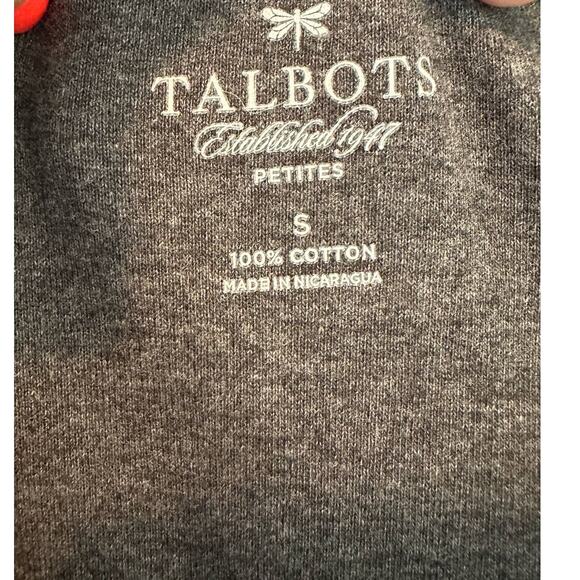 TALBOTS
Established 1947
PETITES
S
100% COTTON
MADE IN NICARAGUA